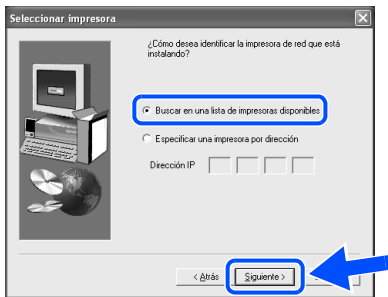 Seleccionar impresora
¿Cómo desea identificar la impresora de red que está
instalando?
Buscar en una lista de impresoras disponibles
Especificar una impresora por dirección
Dirección IP
< Atrás
Siguiente >